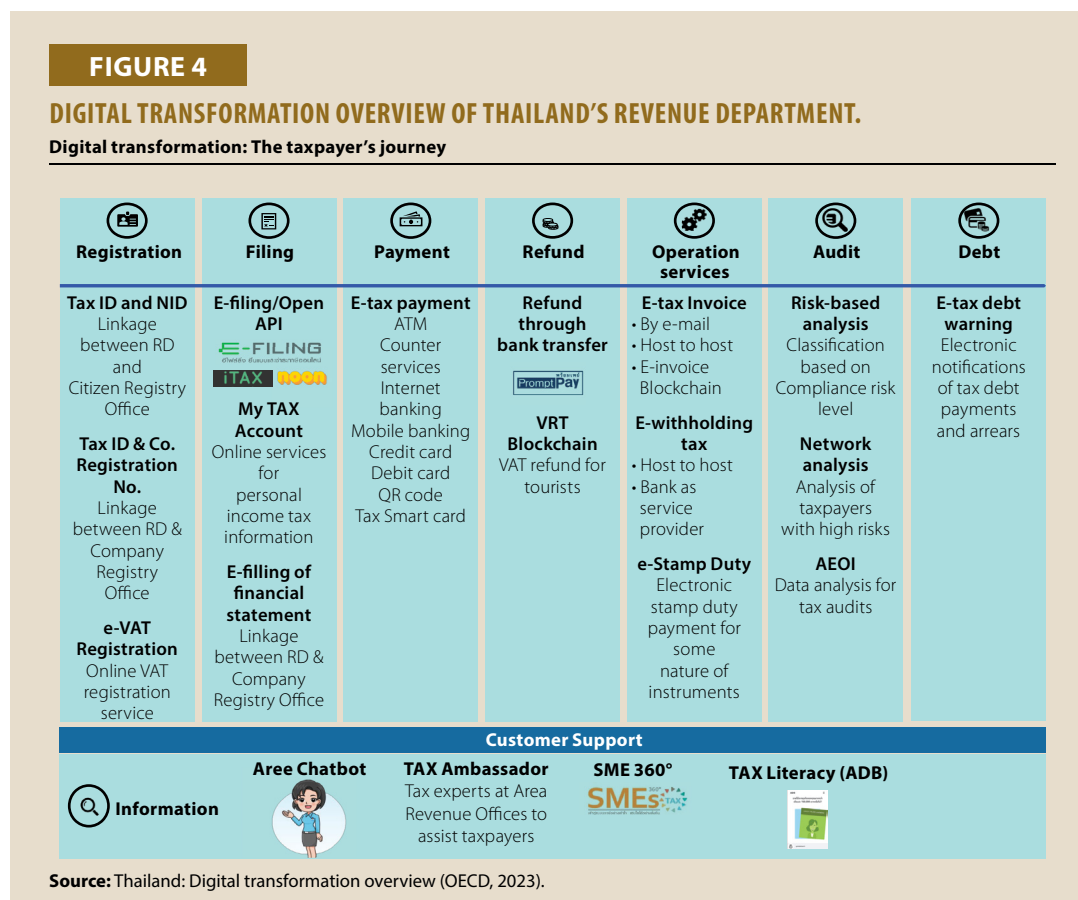 FIGURE 4
DIGITAL TRANSFORMATION OVERVIEW OF THAILAND'S REVENUE DEPARTMENT.
Digital transformation: The taxpayer's journey
Registration
Tax ID and NID
Linkage
between RD
and
Citizen Registry
Office
Tax ID & Co.
Registration
No.
Linkage
between RD &
Company
Registry
Office
e-VAT
Registration
Online VAT
registration
service
Filing
E-filing/Open
API
E-FILING
iTAX noon
My TAX
Account
Online services
for
personal
income tax
information
E-filling of
financial
statement
Linkage
between RD &
Company
Registry Office
Payment
E-tax payment
ATM
Counter
services
Internet
banking
Mobile banking
Credit card
Debit card
QR code
Tax Smart card
Refund
Refund
through
bank transfer
พร้อมเพย์
PromptPay
VRT
Blockchain
VAT refund for
tourists
Operation
services
E-tax Invoice
• By e-mail
• Host to host
• E-invoice
Blockchain
E-withholding
tax
• Host to host
• Bank as
service
provider
e-Stamp Duty
Electronic
stamp duty
payment for
some
nature of
instruments
Audit
Risk-based
analysis
Classification
based on
Compliance risk
level
Network
analysis
Analysis of
taxpayers
with high risks
AEOI
Data analysis for
tax audits
Debt
E-tax debt
warning
Electronic
notifications
of tax debt
payments
and arrears
Customer Support
Information
Aree Chatbot
TAX Ambassador
Tax experts at Area
Revenue Offices to
assist taxpayers
SME 360°
360°
SMEs TAX
TAX Literacy (ADB)
Source: Thailand: Digital transformation overview (OECD, 2023).